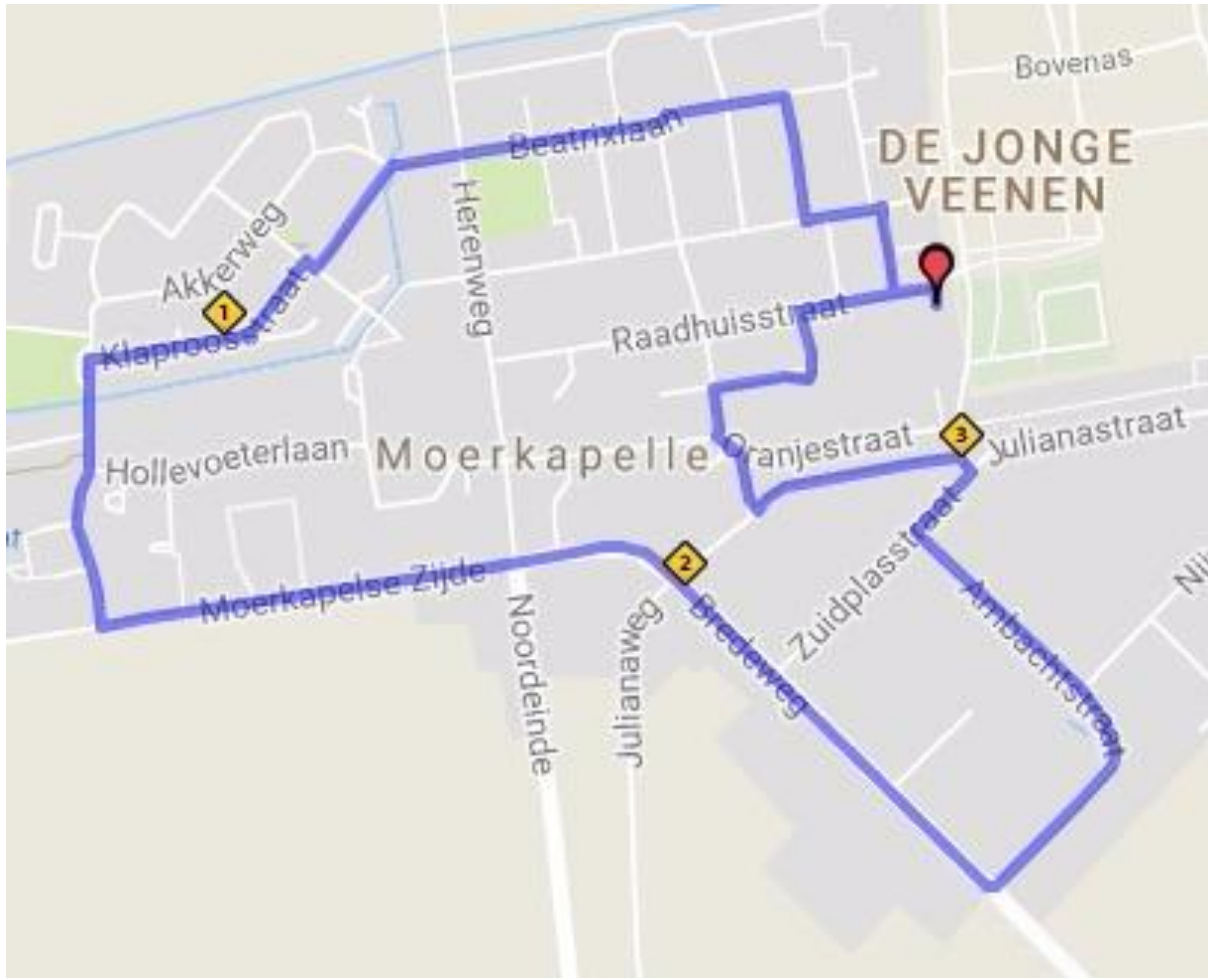 Bovenas
DE JONGE
VEENEN
Beatrixlaan
Herenweg
Akkerweg
1
Klaproosstraat
Raadhuisstraat
Hollevoeterlaan
Moerkapelle
Oranjestraat
3
Julianastraat
2
Moerkapelse Zijde
Zuidplasstraat
Ambachtstraat
Bredeweg
Noordeinde
Julianaweg